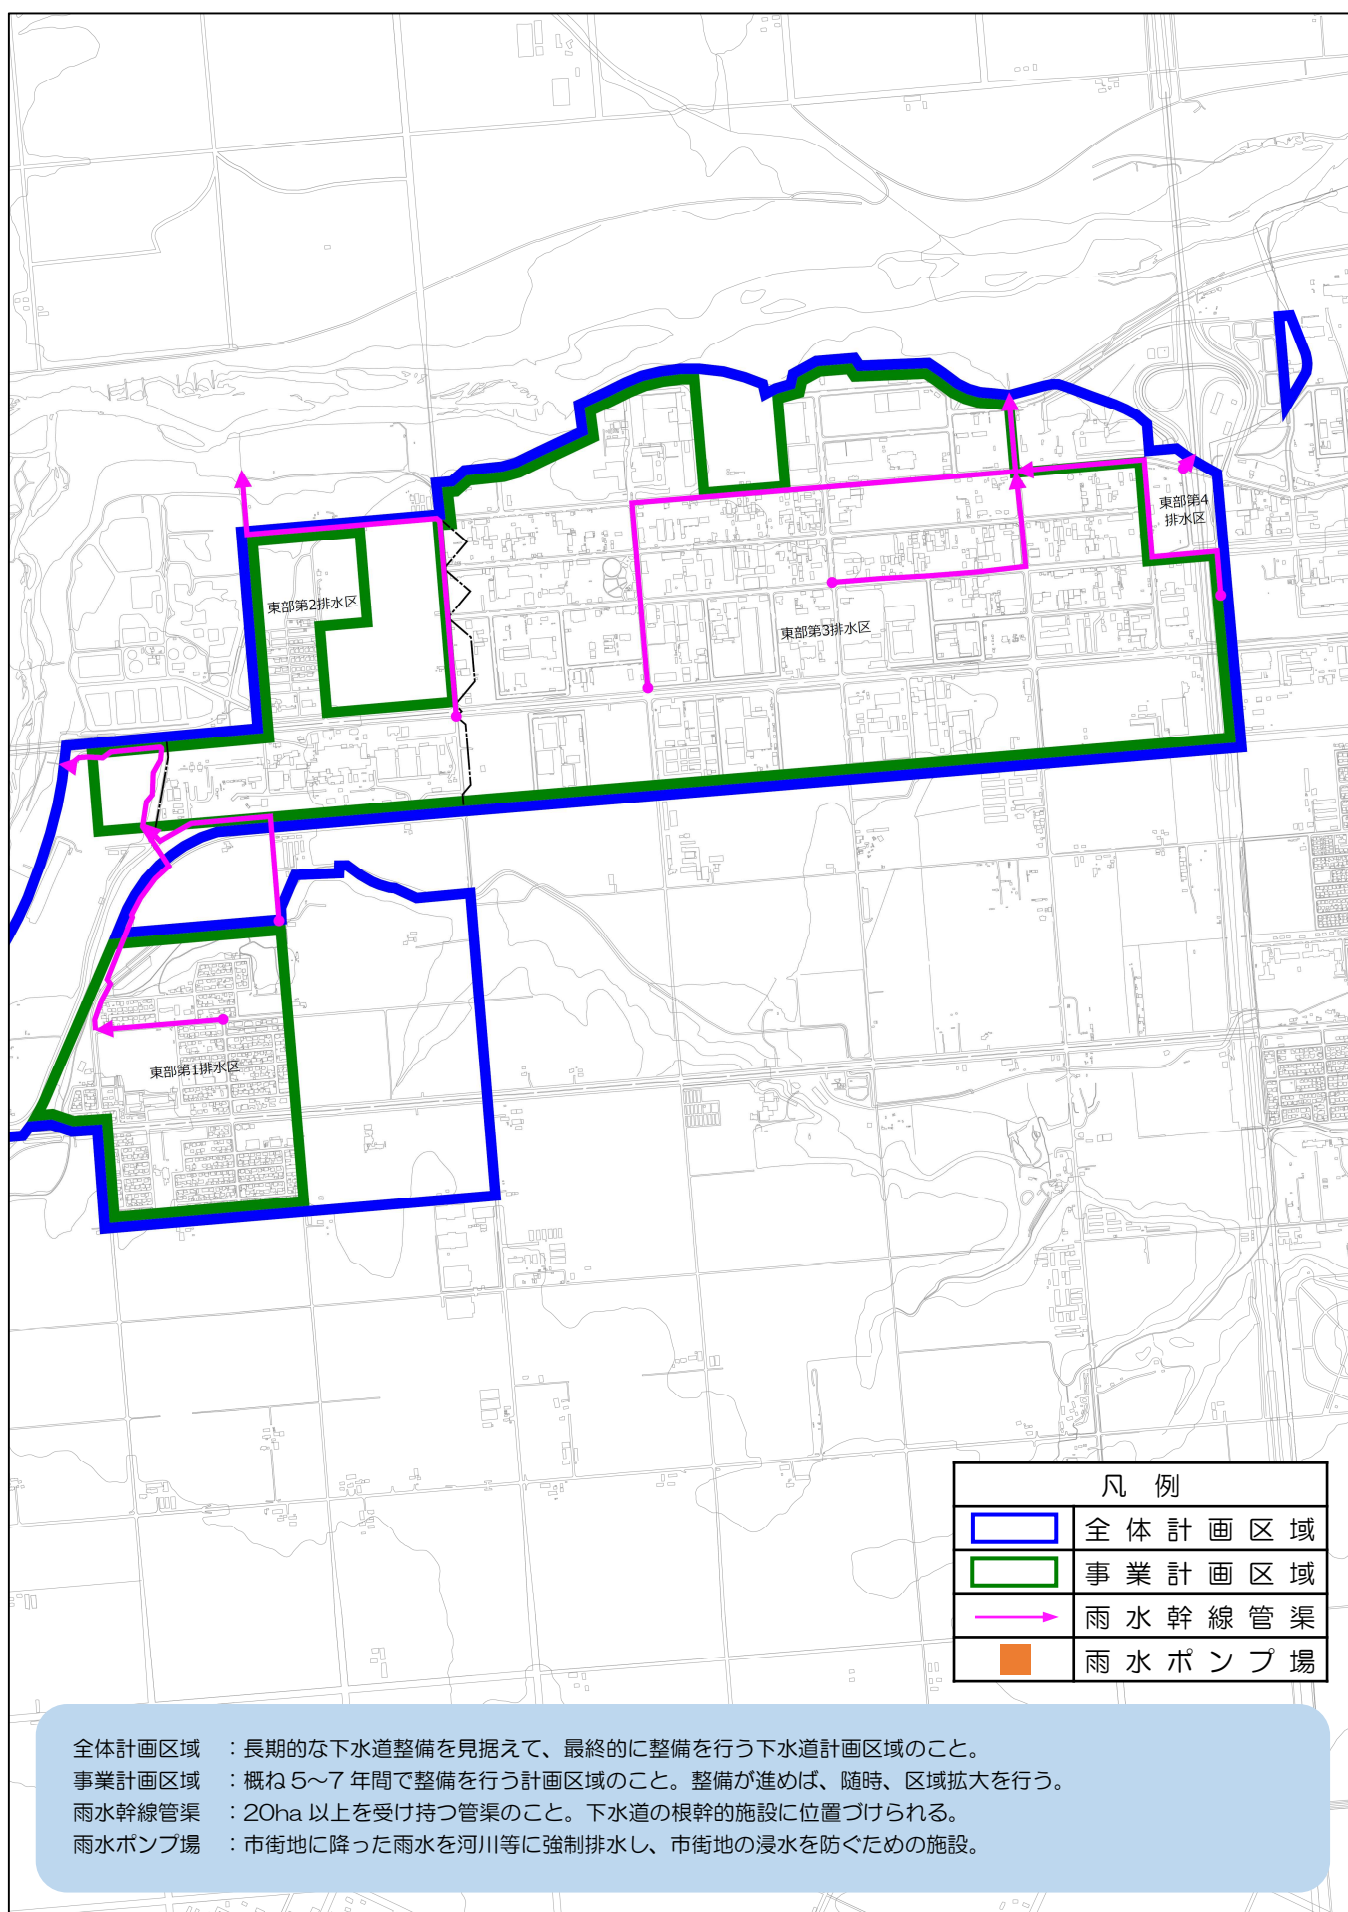 東部第4
排水区
東部第2排水区
東部第3排水区
東部第1排水区
凡 例
全体計画区域
事業計画区域
雨水幹線管渠
雨水ポンプ場
全体計画区域 ：長期的な下水道整備を見据えて、最終的に整備を行う下水道計画区域のこと。
事業計画区域 ：概ね5～7年間で整備を行う計画区域のこと。整備が進めば、随時、区域拡大を行う。
雨水幹線管渠 ：20ha 以上を受け持つ管渠のこと。下水道の根幹的施設に位置づけられる。
雨水ポンプ場 ：市街地に降った雨水を河川等に強制排水し、市街地の浸水を防ぐための施設。